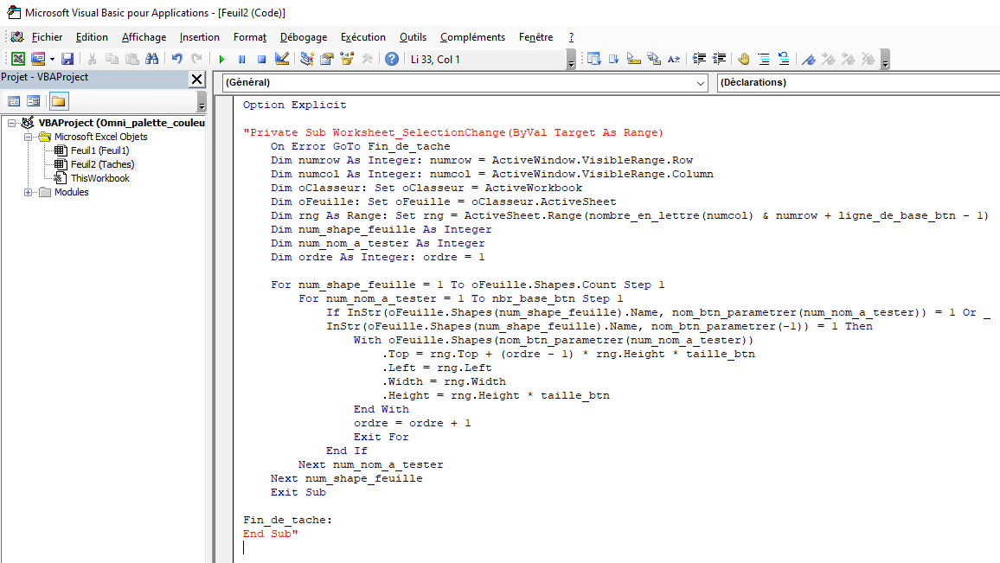 Microsoft Visual Basic pour Applications - [Feuil2 (Code)]
Fichier Edition Affichage Insertion Format Débogage Exécution Outils Compléments Fenêtre ?
Li 33, Col 1
Projet - VBAProject
(Général)
(Déclarations)
VBAProject (Omni_palette_couleu
Microsoft Excel Objets
Feuil1 (Feuil1)
Feuil2 (Taches)
ThisWorkbook
Modules
Option Explicit
"Private Sub Worksheet_SelectionChange(ByVal Target As Range)
On Error GoTo Fin_de_tache
Dim numrow As Integer: numrow = ActiveWindow.VisibleRange.Row
Dim numcol As Integer: numcol = ActiveWindow.VisibleRange.Column
Dim oClasseur: Set oClasseur = ActiveWorkbook
Dim oFeuille: Set oFeuille = oClasseur.ActiveSheet
Dim rng As Range: Set rng = ActiveSheet.Range(nombre_en_lettre(numcol) & numrow + ligne_de_base_btn - 1)
Dim num_shape_feuille As Integer
Dim num_nom_a_tester As Integer
Dim ordre As Integer: ordre = 1
For num_shape_feuille = 1 To oFeuille.Shapes.Count Step 1
For num_nom_a_tester = 1 To nbr_base_btn Step 1
If InStr(oFeuille.Shapes(num_shape_feuille).Name, nom_btn_parametrer(num_nom_a_tester)) = 1 Or _
InStr(oFeuille.Shapes(num_shape_feuille).Name, nom_btn_parametrer(-1)) = 1 Then
With oFeuille.Shapes(nom_btn_parametrer(num_nom_a_tester))
.Top = rng.Top + (ordre - 1) * rng.Height * taille_btn
.Left = rng.Left
.Width = rng.Width
.Height = rng.Height * taille_btn
End With
ordre = ordre + 1
Exit For
End If
Next num_nom_a_tester
Next num_shape_feuille
Exit Sub
Fin_de_tache:
End Sub"